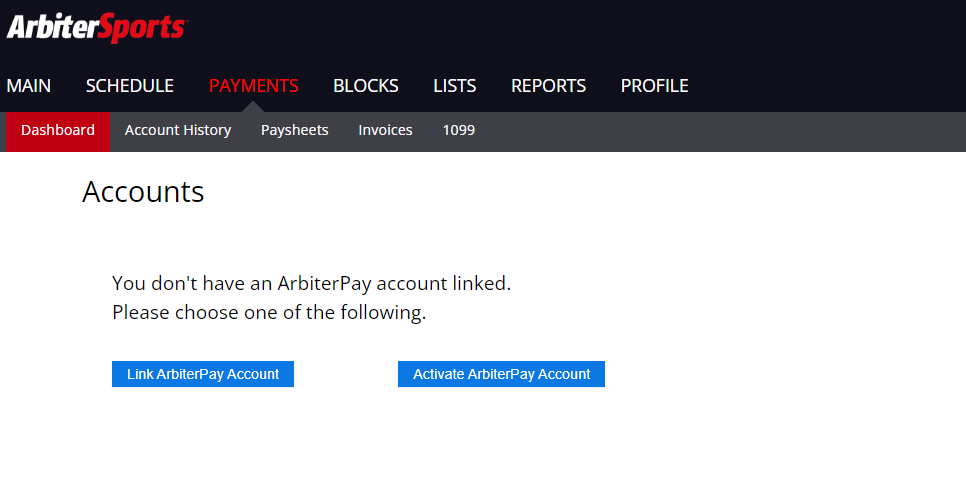 ArbiterSports
MAIN SCHEDULE PAYMENTS BLOCKS LISTS REPORTS PROFILE
Dashboard Account History Paysheets Invoices 1099
Accounts
You don't have an ArbiterPay account linked.
Please choose one of the following.
Link ArbiterPay Account Activate ArbiterPay Account